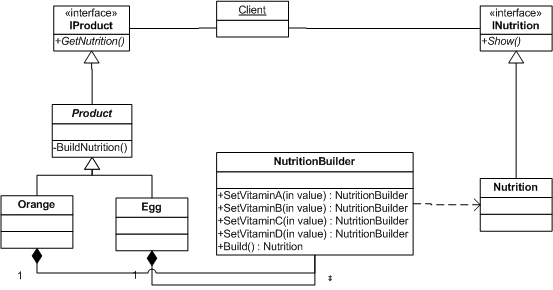 «interface»
IProduct
+GetNutrition()
Client
«interface»
INutrition
+Show()
Product
-BuildNutrition()
NutritionBuilder
+SetVitaminA(in value) : NutritionBuilder
+SetVitaminB(in value) : NutritionBuilder
+SetVitaminC(in value) : NutritionBuilder
+SetVitaminD(in value) : NutritionBuilder
+Build() : Nutrition
Nutrition
Orange
Egg
1
1
*